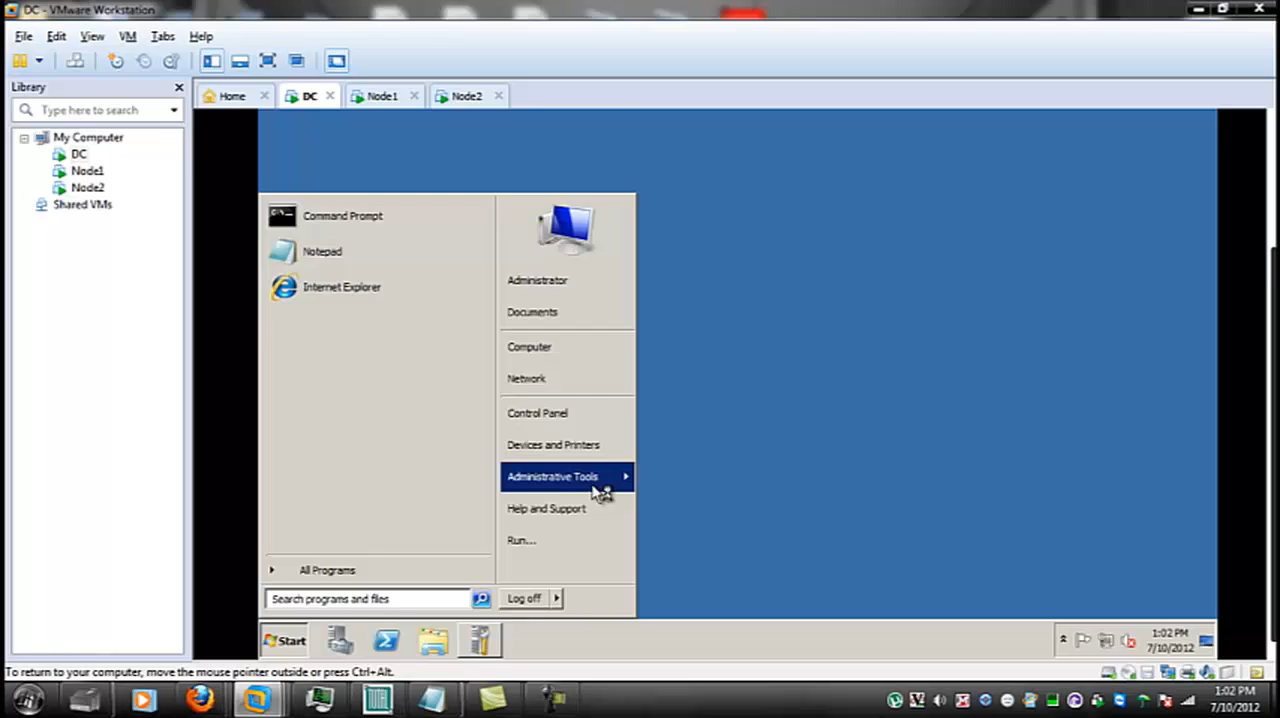 DC - VMware Workstation
File Edit View VM Tabs Help
Library
Type here to search
Home DC Node1 Node2
My Computer
DC
Node1
Node2
Shared VMs
Command Prompt
Notepad
Internet Explorer
All Programs
Search programs and files
Administrator
Documents
Computer
Network
Control Panel
Devices and Printers
Administrative Tools
Help and Support
Run...
Log off
Start
1:02 PM
7/10/2012
To return to your computer, move the mouse pointer outside or press Ctrl+Alt.
1:02 PM
7/10/2012